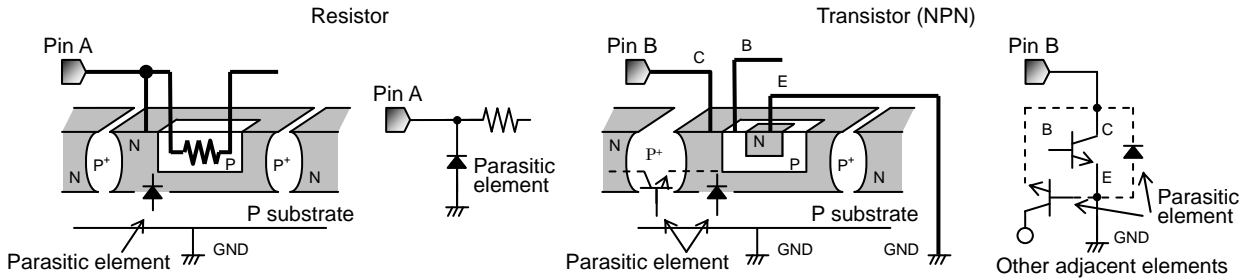 Resistor
Pin A
N
P+
N
P
P+
N
P substrate
Parasitic element
GND
Pin A
Parasitic
element
Transistor (NPN)
Pin B
C
B
E
N
P+
N
P
P+
N
P substrate
Parasitic element
GND
GND
Pin B
B
C
E
Parasitic
element
GND
Other adjacent elements